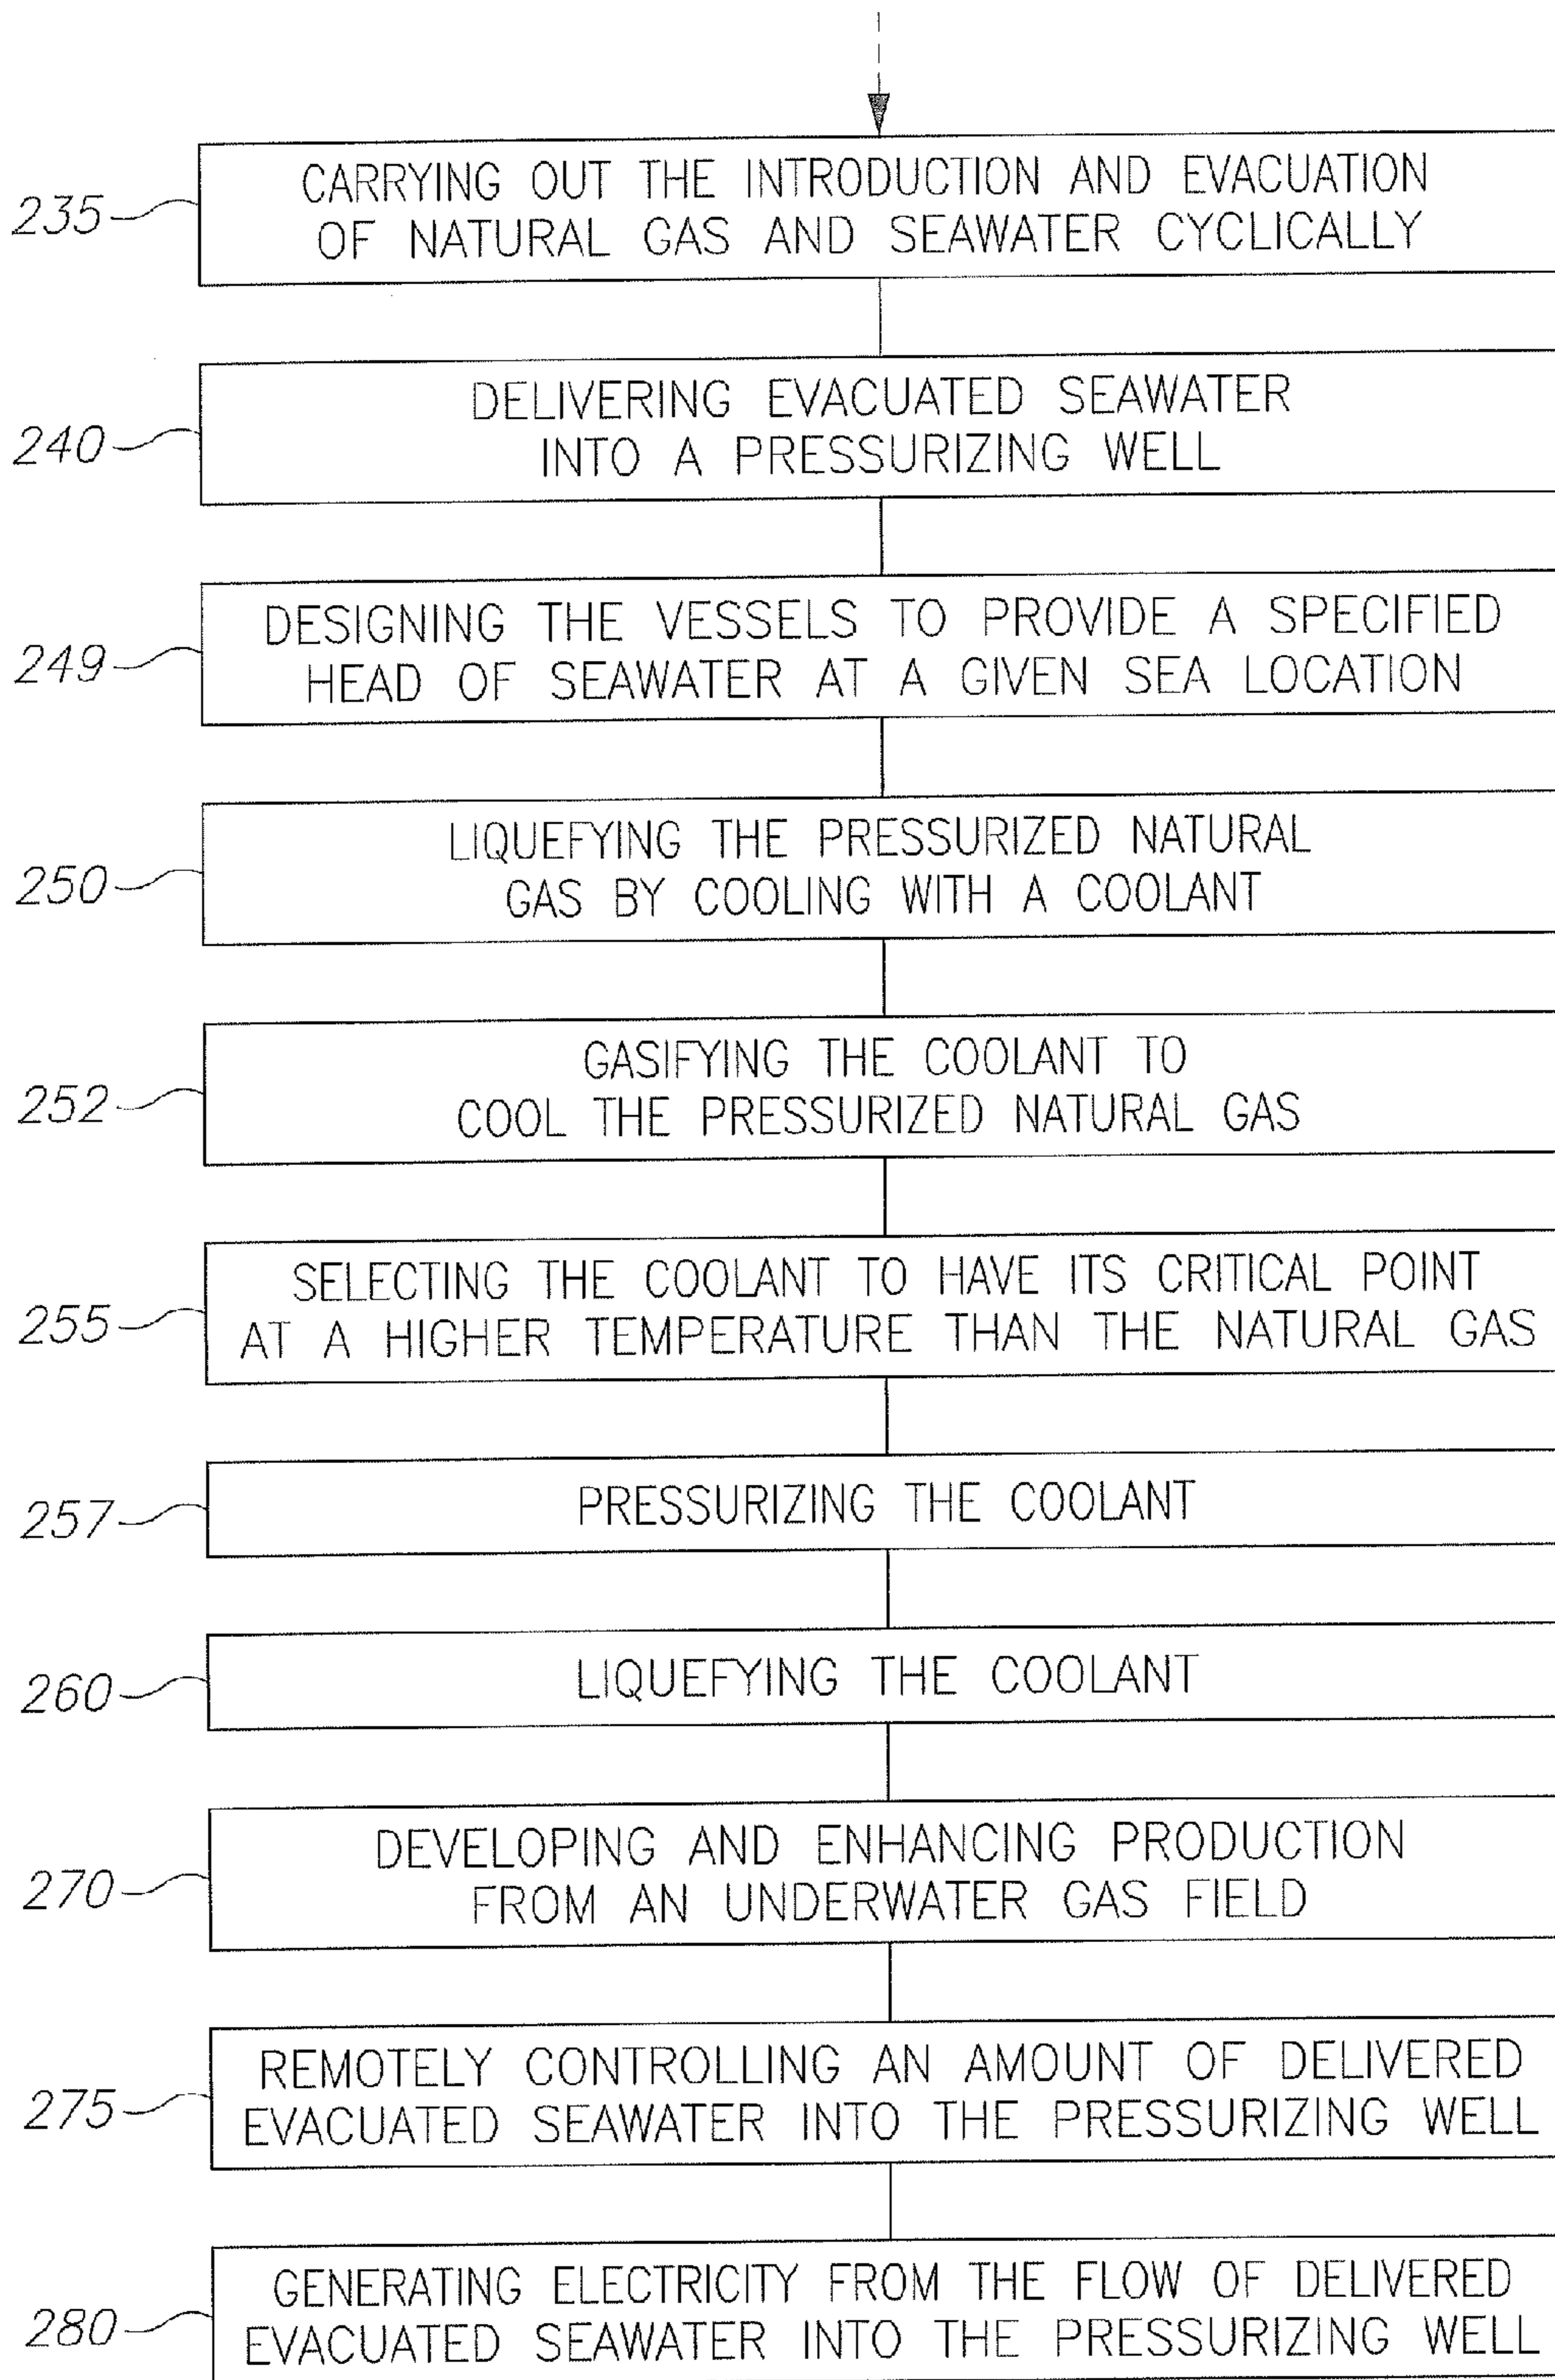 235
CARRYING OUT THE INTRODUCTION AND EVACUATION
OF NATURAL GAS AND SEAWATER CYCLICALLY
240
DELIVERING EVACUATED SEAWATER
INTO A PRESSURIZING WELL
249
DESIGNING THE VESSELS TO PROVIDE A SPECIFIED
HEAD OF SEAWATER AT A GIVEN SEA LOCATION
250
LIQUEFYING THE PRESSURIZED NATURAL
GAS BY COOLING WITH A COOLANT
252
GASIFYING THE COOLANT TO
COOL THE PRESSURIZED NATURAL GAS
255
SELECTING THE COOLANT TO HAVE ITS CRITICAL POINT
AT A HIGHER TEMPERATURE THAN THE NATURAL GAS
257
PRESSURIZING THE COOLANT
260
LIQUEFYING THE COOLANT
270
DEVELOPING AND ENHANCING PRODUCTION
FROM AN UNDERWATER GAS FIELD
275
REMOTELY CONTROLLING AN AMOUNT OF DELIVERED
EVACUATED SEAWATER INTO THE PRESSURIZING WELL
280
GENERATING ELECTRICITY FROM THE FLOW OF DELIVERED
EVACUATED SEAWATER INTO THE PRESSURIZING WELL